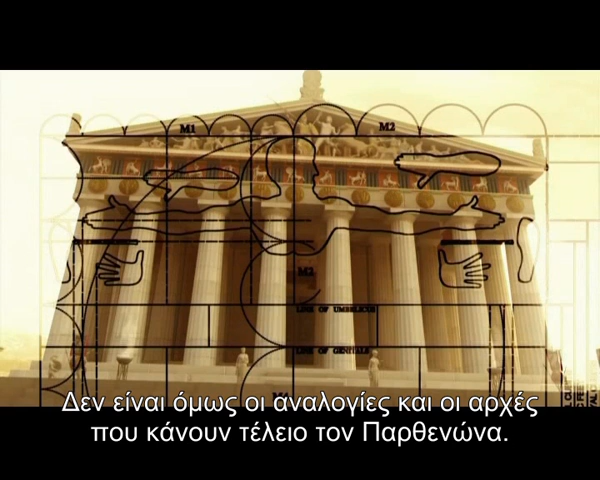 M1
M2
M2
LINE OF UMBELICUS
LINE OF GENITALS
Δεν είναι όμως οι αναλογίες και οι αρχές
που κάνουν τέλειο τον Παρθενώνα.